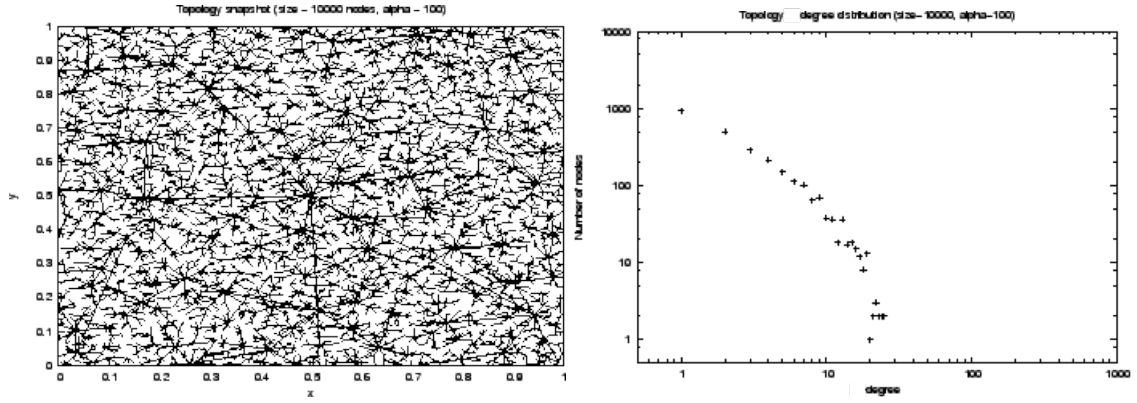 Topology snapshot (size - 10000 nodes, alpha - 100)
1
0.9
0.8
0.7
0.6
0.5
0.4
0.3
0.2
0.1
0
y
0 0.1 0.2 0.3 0.4 0.5 0.6 0.7 0.8 0.9 1
x
Topology degree distribution (size-10000, alpha-100)
10000
1000
100
10
1
Number of nodes
1 10 100 1000
degree